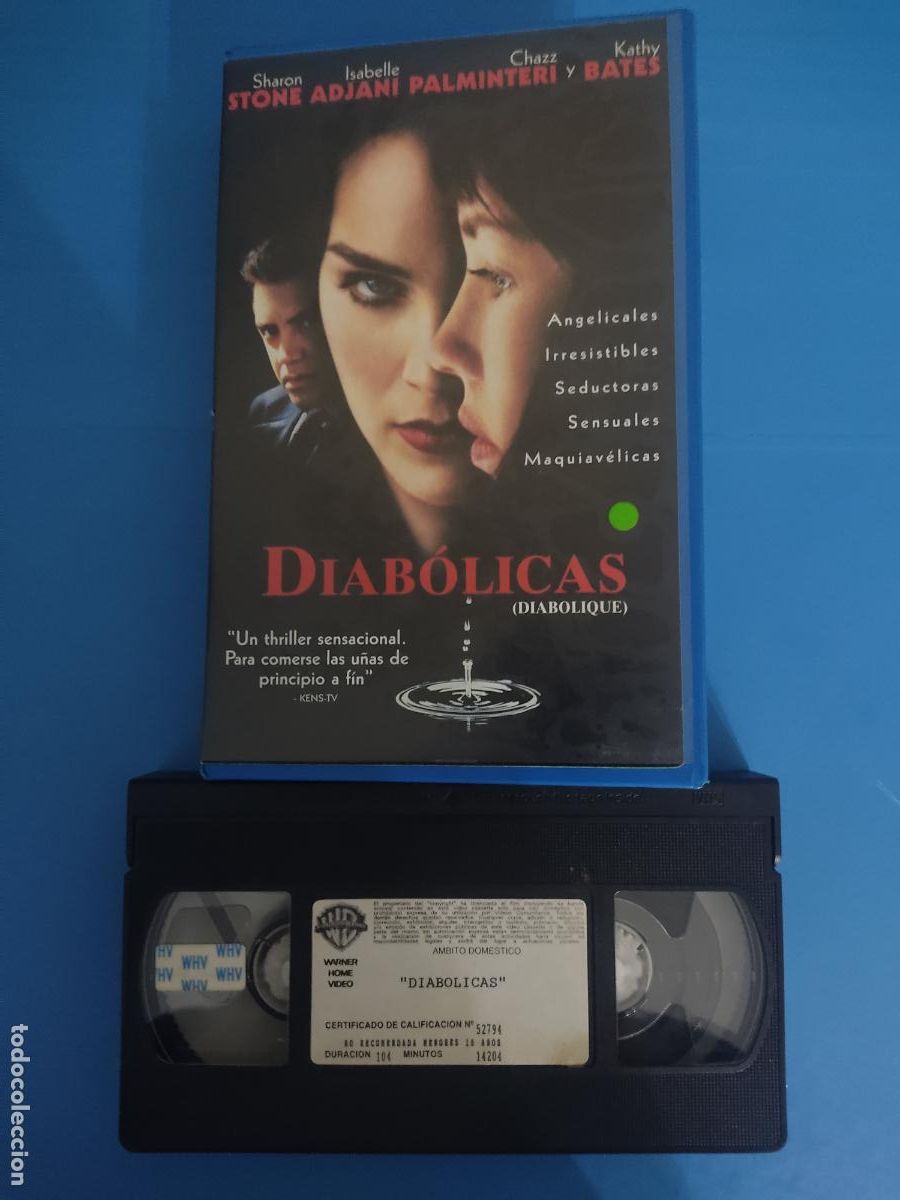 Sharon Isabelle Chazz Kathy
STONE ADJANI PALMINTERI y BATES
Angelicales
Irresistibles
Seductoras
Sensuales
Maquiavélicas
DIABÓLICAS
(DIABOLIQUE)
"Un thriller sensacional.
Para comerse las uñas de
principio a fín"
- KENS-TV
WHV WHV
WHV
WHV WHV
WHV
AMBITO DOMESTICO
WARNER
HOME
VIDEO
"DIABOLICAS"
CERTIFICADO DE CALIFICACION Nº 52794
NO RECOMENDADA MENORES 18 AÑOS
DURACION 104 MINUTOS 14204
todocoleccion